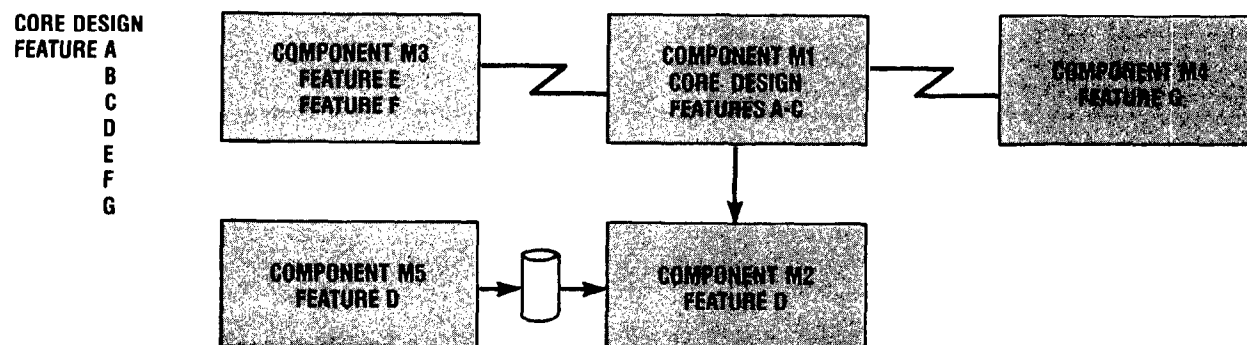 CORE DESIGN
FEATURE A
B
C
D
E
F
G
COMPONENT M3
FEATURE E
FEATURE F
COMPONENT M1
CORE DESIGN
FEATURES A-C
COMPONENT M4
FEATURE G
COMPONENT M5
FEATURE D
COMPONENT M2
FEATURE D